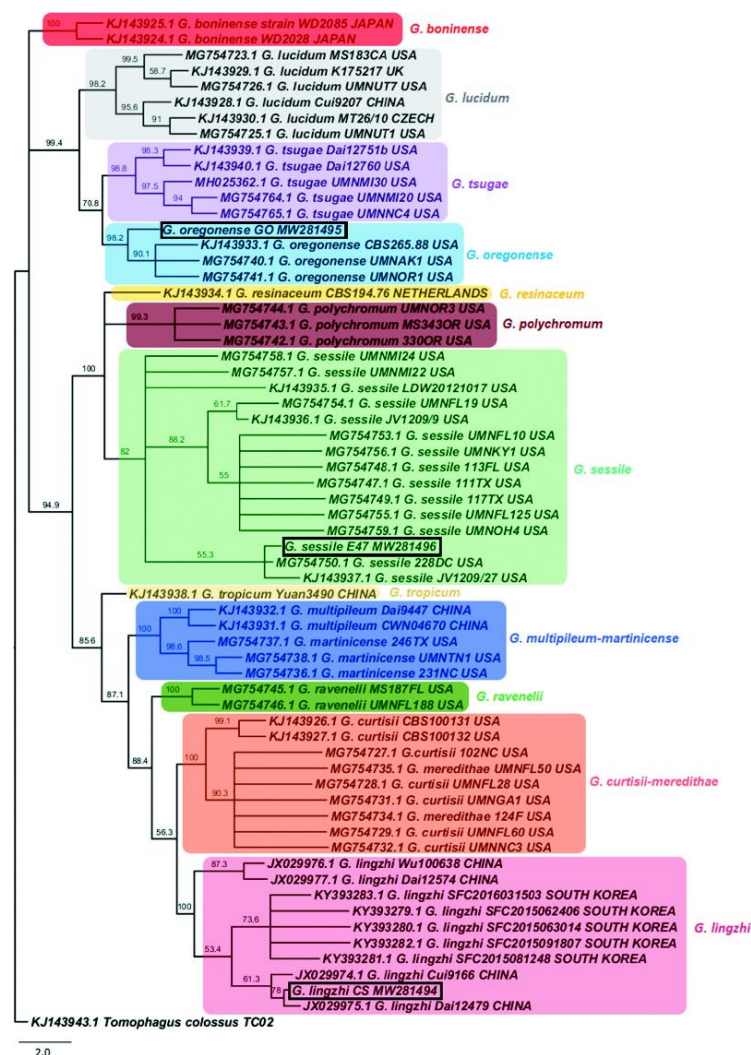 KJ143925.1 G. boninense strain WD2085 JAPAN
100
G. boninense
KJ143924.1 G. boninense WD2028 JAPAN
MG754723.1 G. lucidum MS183CA USA
99.5
KJ143929.1 G. lucidum K175217 UK
58.7
98.2
MG754726.1 G. lucidum UMNUT7 USA
G. lucidum
KJ143928.1 G. lucidum Cui9207 CHINA
95.6
KJ143930.1 G. lucidum MT26/10 CZECH
91
MG754725.1 G. lucidum UMNUT1 USA
99.4
KJ143939.1 G. tsugae Dai12751b USA
98.3
KJ143940.1 G. tsugae Dai12760 USA
98.8
MH025362.1 G. tsugae UMNMI30 USA
97.5
G. tsugae
MG754764.1 G. tsugae UMNMI20 USA
94
70.8
MG754765.1 G. tsugae UMNNC4 USA
G. oregonense GO MW281495
98.2
KJ143933.1 G. oregonense CBS265.88 USA
90.1
G. oregonense
MG754740.1 G. oregonense UMNAK1 USA
MG754741.1 G. oregonense UMNOR1 USA
KJ143934.1 G. resinaceum CBS194.76 NETHERLANDS
G. resinaceum
MG754744.1 G. polychromum UMNOR3 USA
99.3
MG754743.1 G. polychromum MS343OR USA
G. polychromum
MG754742.1 G. polychromum 330OR USA
MG754758.1 G. sessile UMNMI24 USA
100
MG754757.1 G. sessile UMNMI22 USA
KJ143935.1 G. sessile LDW20121017 USA
MG754754.1 G. sessile UMNFL19 USA
61.7
KJ143936.1 G. sessile JV1209/9 USA
MG754753.1 G. sessile UMNFL10 USA
88.2
82
MG754756.1 G. sessile UMNKY1 USA
MG754748.1 G. sessile 113FL USA
G. sessile
55
MG754747.1 G. sessile 111TX USA
MG754749.1 G. sessile 117TX USA
94.9
MG754755.1 G. sessile UMNFL125 USA
MG754759.1 G. sessile UMNOH4 USA
G. sessile E47 MW281496
55.3
MG754750.1 G. sessile 228DC USA
KJ143937.1 G. sessile JV1209/27 USA
KJ143938.1 G. tropicum Yuan3490 CHINA
G. tropicum
KJ143932.1 G. multipileum Dai9447 CHINA
100
KJ143931.1 G. multipileum CWN04670 CHINA
100
85.6
MG754737.1 G. martinicense 246TX USA
G. multipileum-martinicense
98.6
MG754738.1 G. martinicense UMNTN1 USA
98.5
MG754736.1 G. martinicense 231NC USA
87.1
MG754745.1 G. ravenelii MS187FL USA
100
G. ravenelii
MG754746.1 G. ravenelii UMNFL188 USA
KJ143926.1 G. curtisii CBS100131 USA
99.1
KJ143927.1 G. curtisii CBS100132 USA
88.4
MG754727.1 G.curtisii 102NC USA
100
MG754735.1 G. meredithae UMNFL50 USA
MG754728.1 G. curtisii UMNFL28 USA
G. curtisii-meredithae
90.3
MG754731.1 G. curtisii UMNGA1 USA
MG754734.1 G. meredithae 124F USA
56.3
MG754729.1 G. curtisii UMNFL60 USA
MG754732.1 G. curtisii UMNNC3 USA
JX029976.1 G. lingzhi Wu100638 CHINA
87.3
JX029977.1 G. lingzhi Dai12574 CHINA
KY393283.1 G. lingzhi SFC2016031503 SOUTH KOREA
100
KY393279.1 G. lingzhi SFC2015062406 SOUTH KOREA
73.6
KY393280.1 G. lingzhi SFC2015063014 SOUTH KOREA
G. lingzhi
KY393282.1 G. lingzhi SFC2015091807 SOUTH KOREA
53.4
KY393281.1 G. lingzhi SFC2015081248 SOUTH KOREA
JX029974.1 G. lingzhi Cui9166 CHINA
61.3
G. lingzhi CS MW281494
78
JX029975.1 G. lingzhi Dai12479 CHINA
KJ143943.1 Tomophagus colossus TC02
2.0